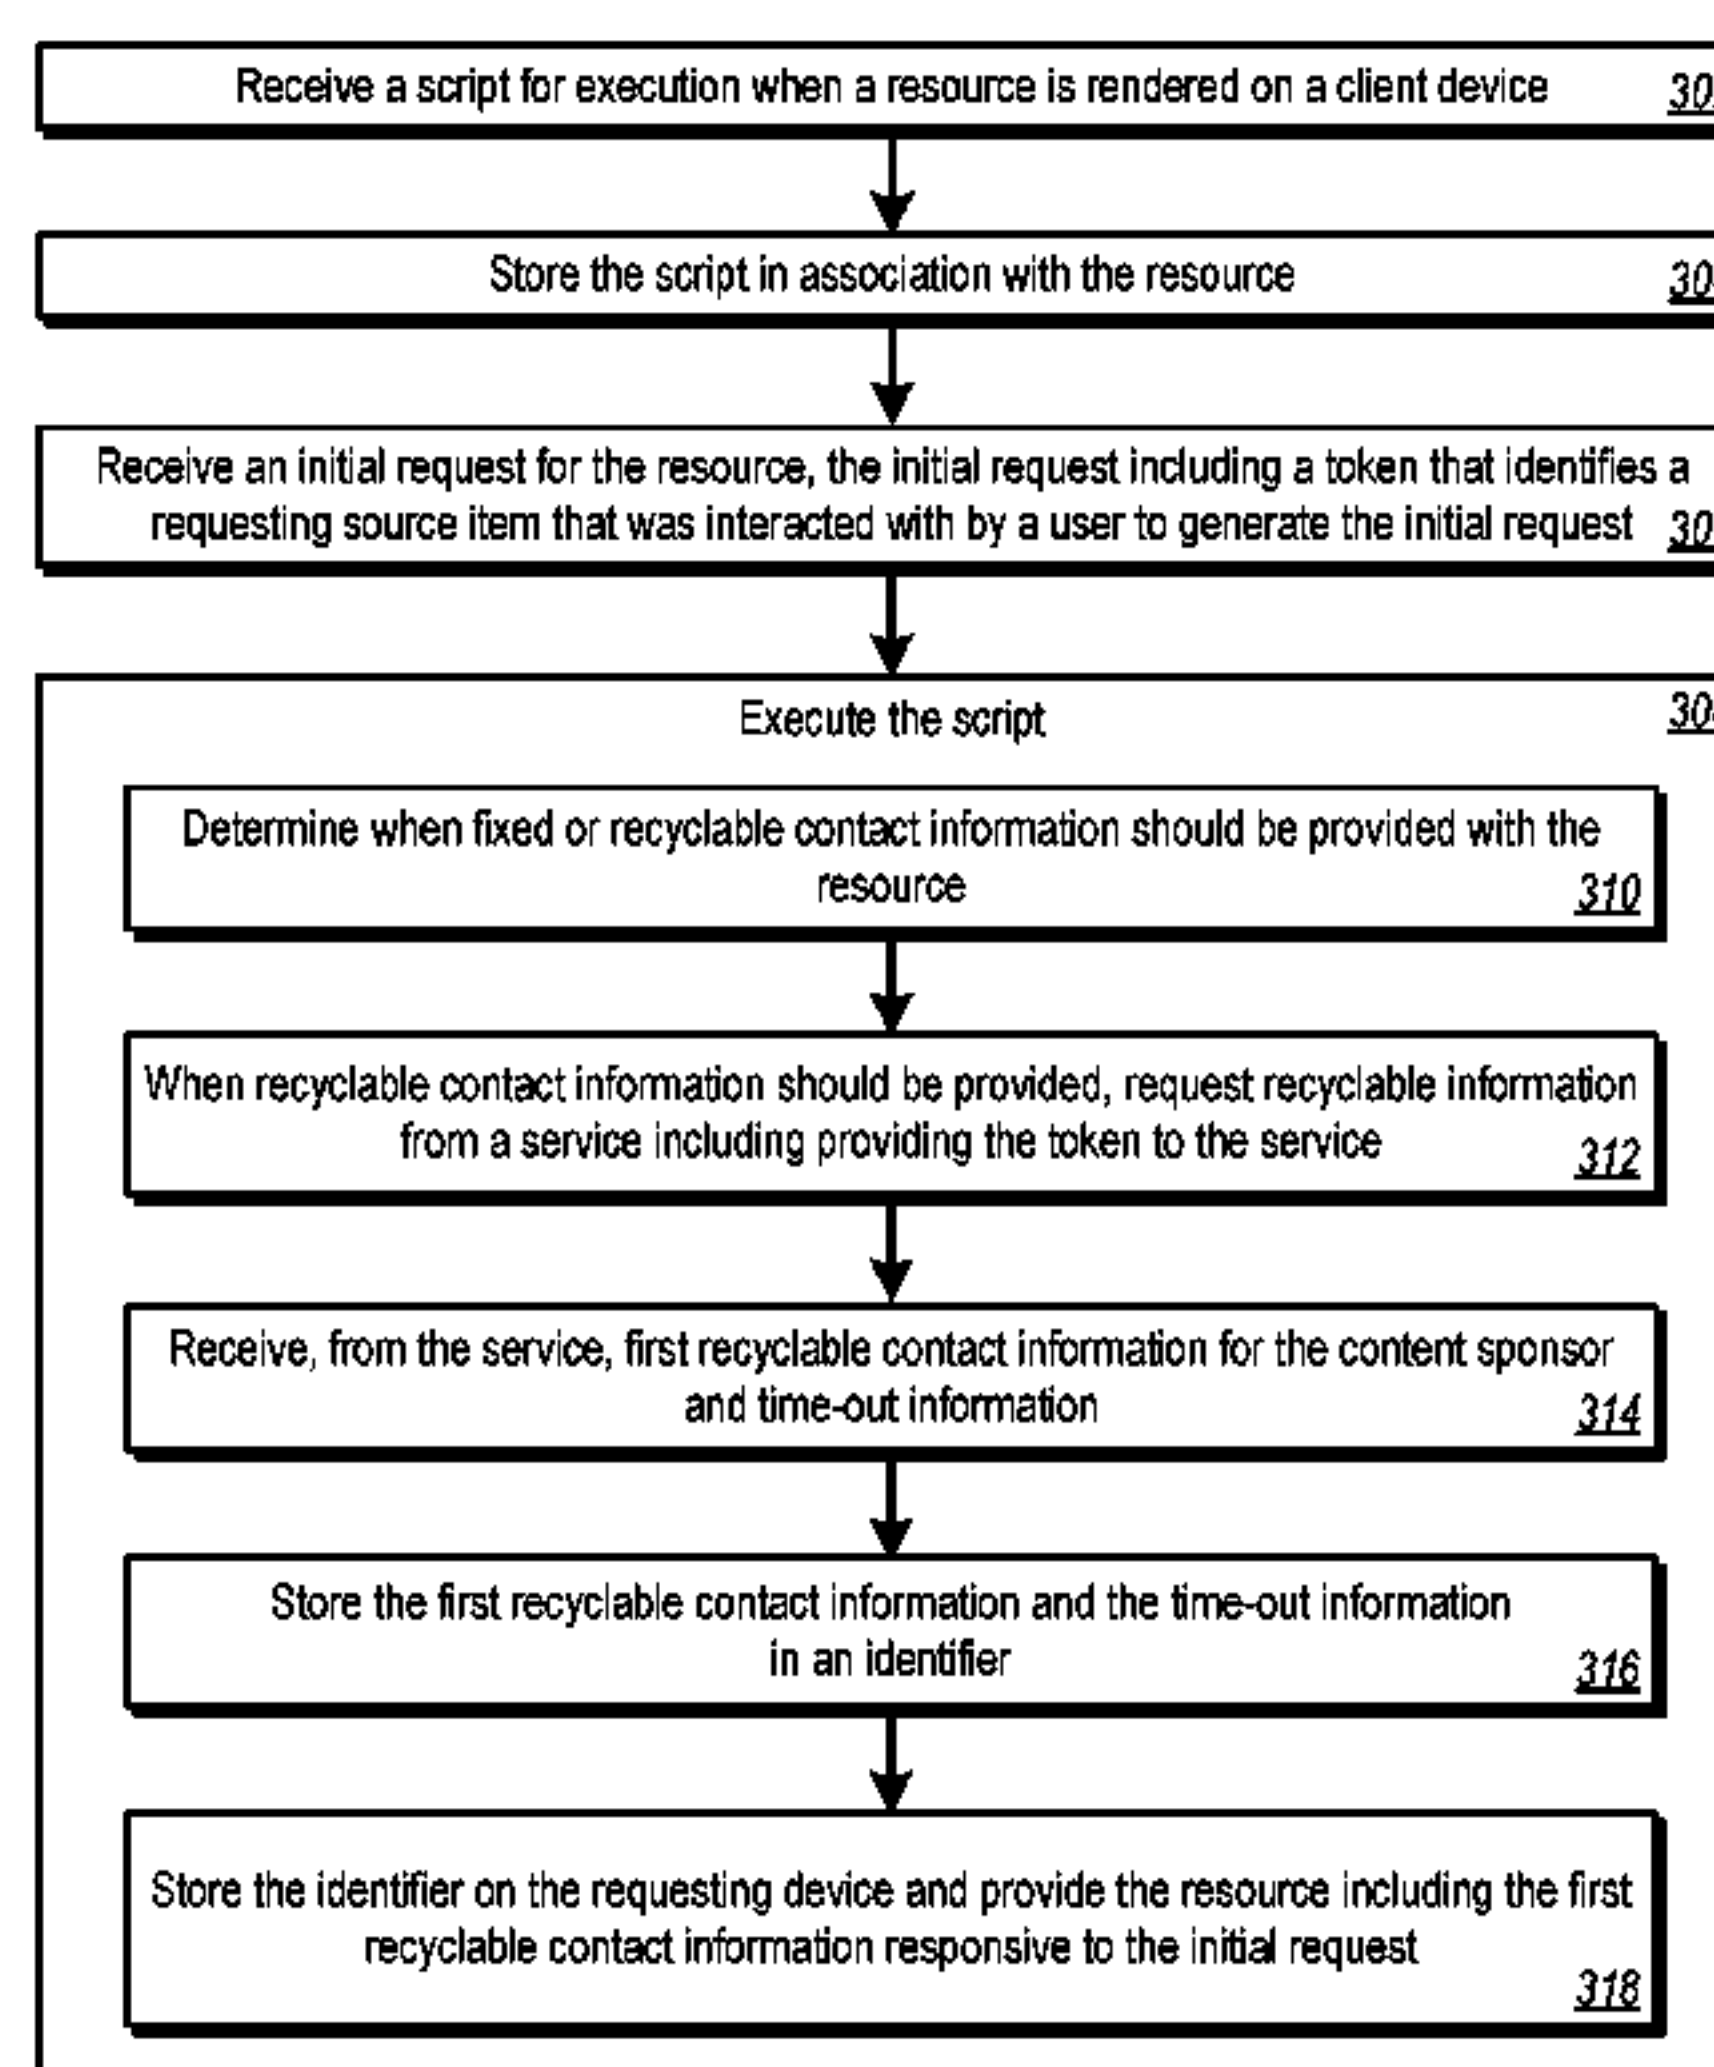 Receive a script for execution when a resource is rendered on a client device
Store the script in association with the resource
Receive an initial request for the resource, the initial request including a token that identifies a
requesting source item that was interacted with by a user to generate the initial request
Execute the script
Determine when fixed or recyclable contact information should be provided with the
resource
310
When recyclable contact information should be provided, request recyclable information
from a service including providing the token to the service
312
Receive, from the service, first recyclable contact information for the content sponsor
and time-out information
314
Store the first recyclable contact information and the time-out information
in an identifier
316
Store the identifier on the requesting device and provide the resource including the first
recyclable contact information responsive to the initial request
318